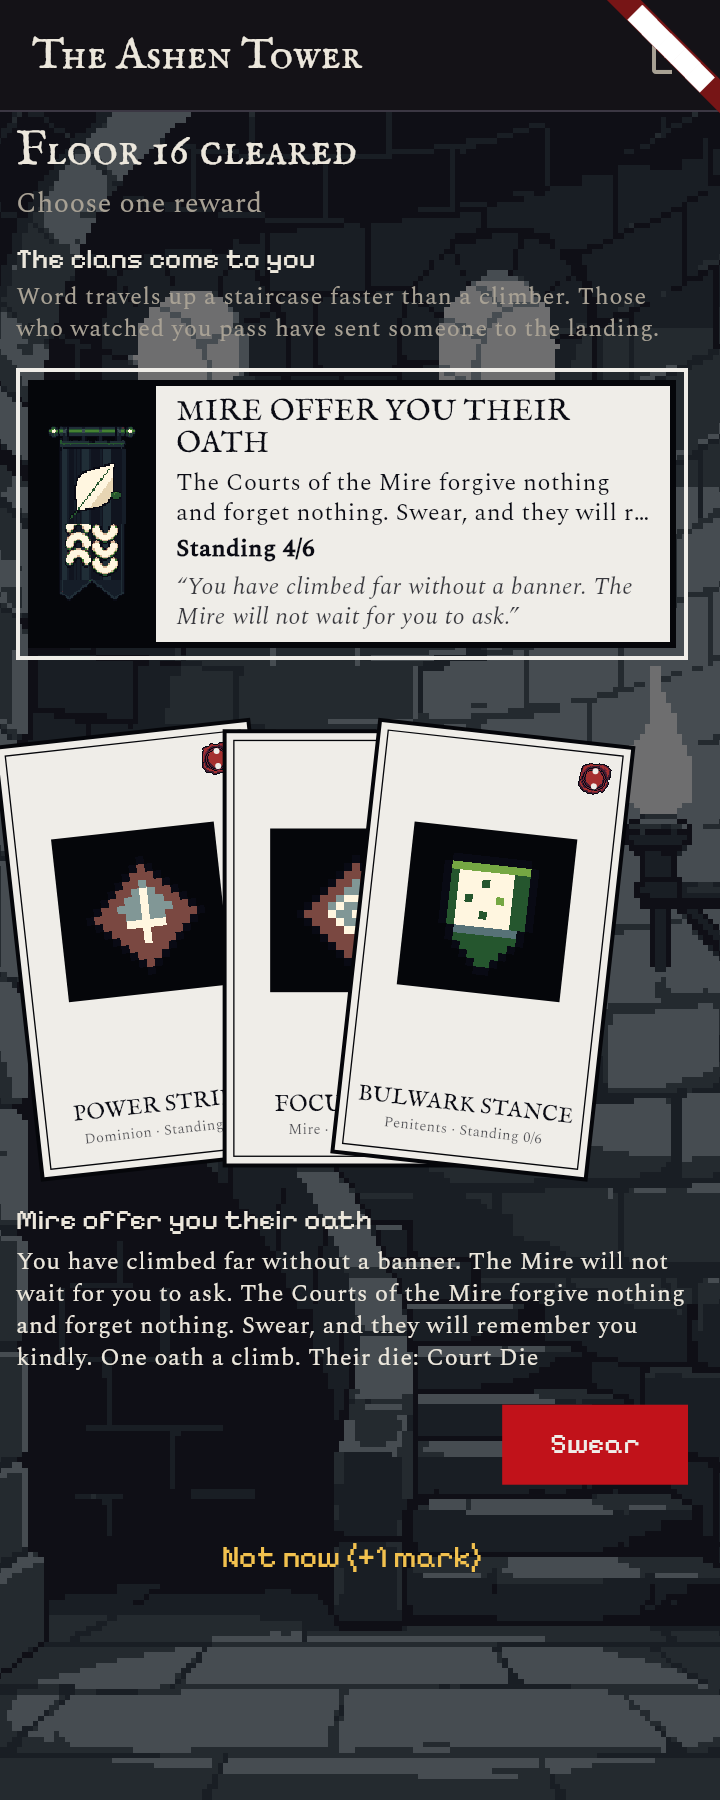 The Ashen Tower
Floor 16 cleared
Choose one reward
The clans come to you
Word travels up a staircase faster than a climber. Those
who watched you pass have sent someone to the landing.
MIRE OFFER YOU THEIR
OATH
The Courts of the Mire forgive nothing
and forget nothing. Swear, and they will r...
Standing 4/6
“You have climbed far without a banner. The
Mire will not wait for you to ask.”
POWER STRI
Dominion · Standing
FOCU
Mire ·
BULWARK STANCE
Penitents · Standing 0/6
Mire offer you their oath
You have climbed far without a banner. The Mire will not
wait for you to ask. The Courts of the Mire forgive nothing
and forget nothing. Swear, and they will remember you
kindly. One oath a climb. Their die: Court Die
Swear
Not now (+1 mark)